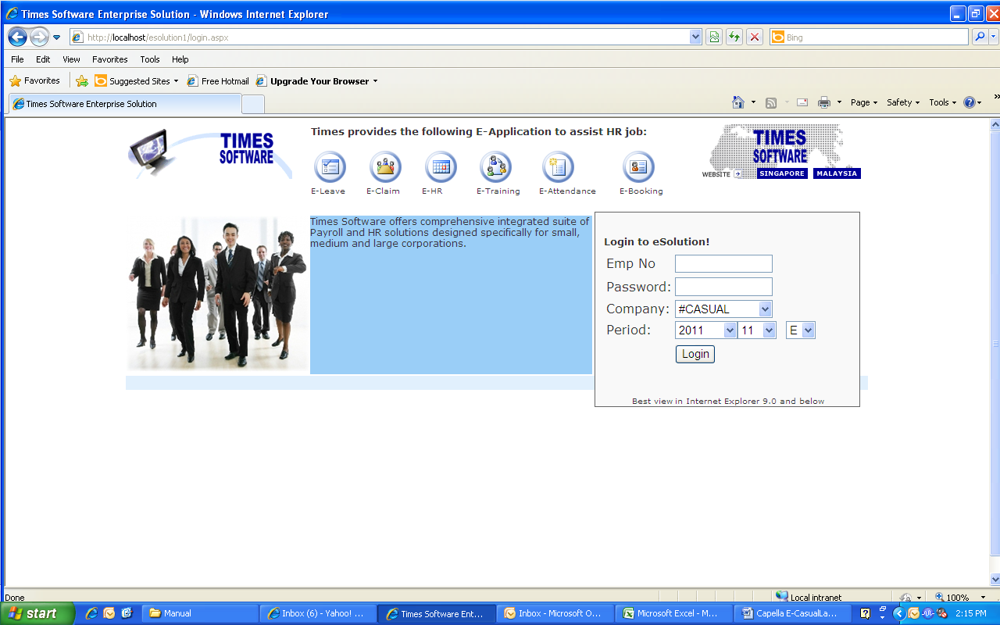 Times Software Enterprise Solution - Windows Internet Explorer
http://localhost/esolution1/login.aspx
Bing
File Edit View Favorites Tools Help
Favorites Suggested Sites Free Hotmail Upgrade Your Browser
Times Software Enterprise Solution
Page Safety Tools
TIMES
SOFTWARE
Times provides the following E-Application to assist HR job:
E-Leave E-Claim E-HR E-Training E-Attendance E-Booking
TIMES
SOFTWARE
WEBSITE SINGAPORE MALAYSIA
Times Software offers comprehensive integrated suite of
Payroll and HR solutions designed specifically for small,
medium and large corporations.
Login to eSolution!
Emp No
Password:
Company: #CASUAL
Period: 2011 11 E
Login
Best view in Internet Explorer 9.0 and below
Done Local intranet 100%
start Manual Inbox (6) - Yahoo! ... Times Software Ent... Inbox - Microsoft O... Microsoft Excel - M... Capella E-CasualLa... 2:15 PM